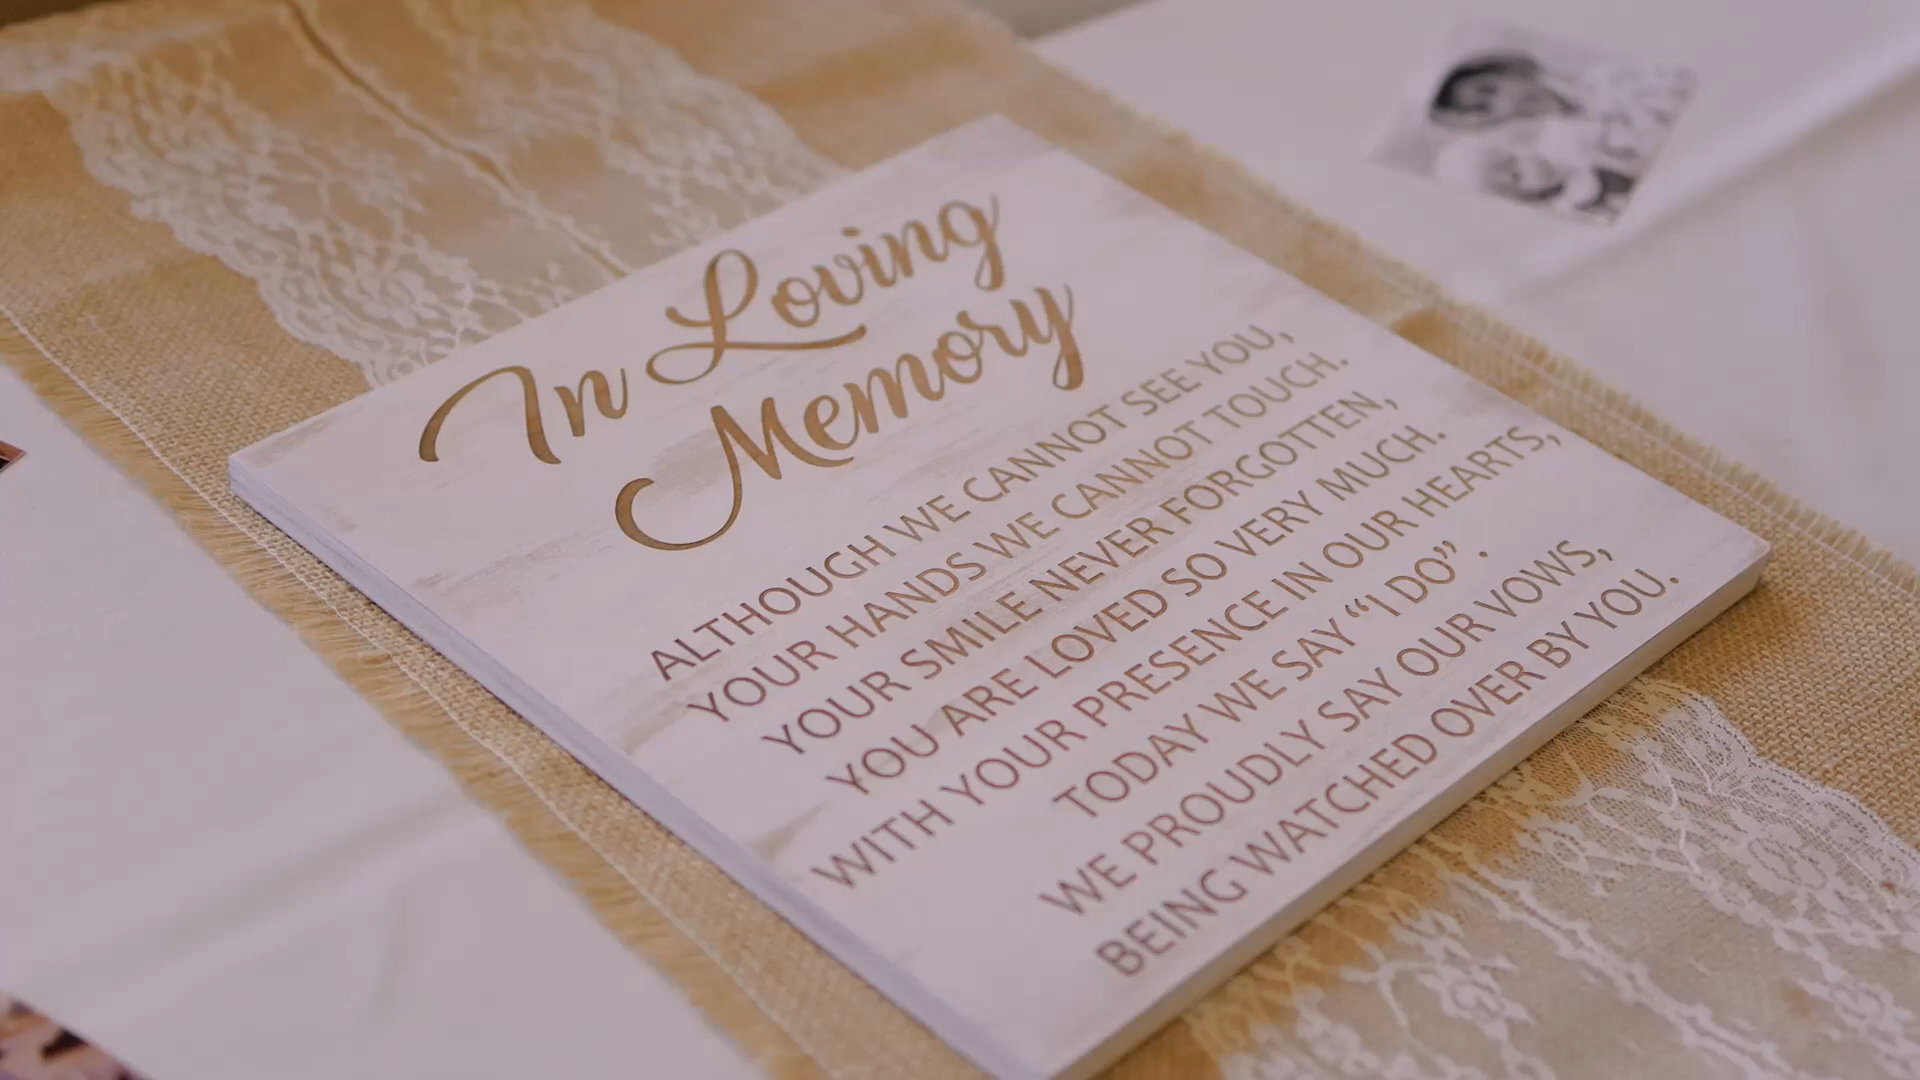 In Loving
Memory
ALTHOUGH WE CANNOT SEE YOU,
YOUR HANDS WE CANNOT TOUCH.
YOUR SMILE NEVER FORGOTTEN,
YOU ARE LOVED SO VERY MUCH.
WITH YOUR PRESENCE IN OUR HEARTS,
TODAY WE SAY “I DO” .
WE PROUDLY SAY OUR VOWS,
BEING WATCHED OVER BY YOU.